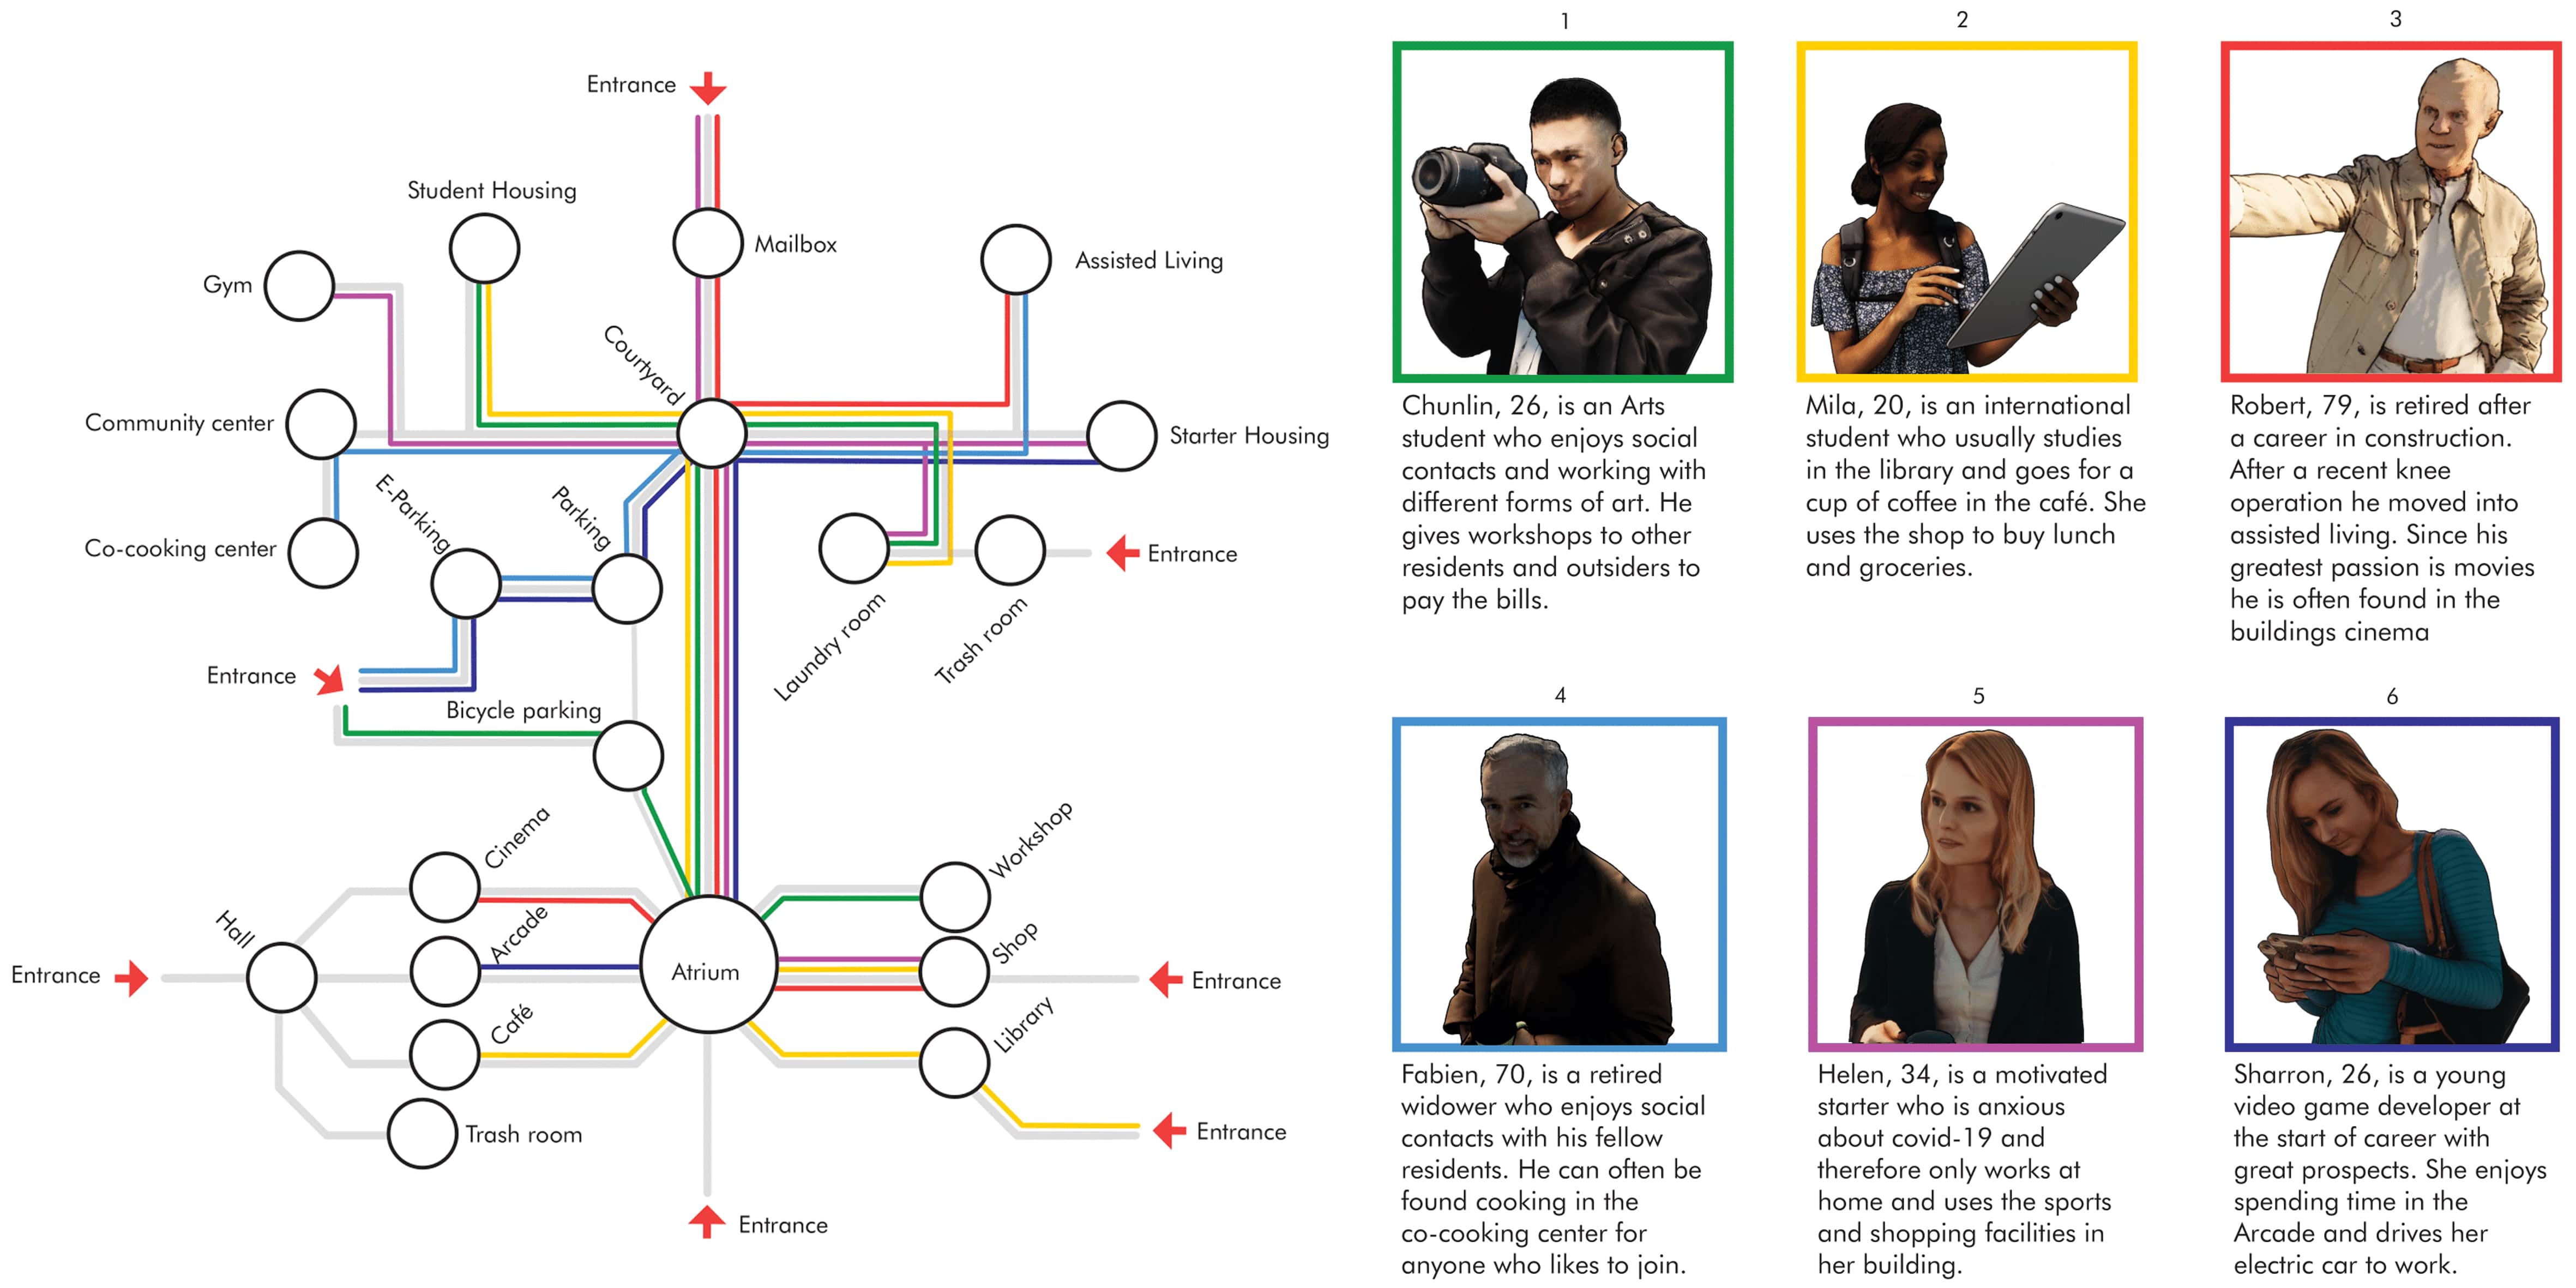 Entrance
Student Housing
Mailbox
Assisted Living
Gym
Courtyard
Community center
Starter Housing
E-Parking
Parking
Co-cooking center
Entrance
Laundry room
Trash room
Entrance
Bicycle parking
Cinema
Workshop
Hall
Arcade
Shop
Entrance
Atrium
Entrance
Café
Library
Trash room
Entrance
Entrance
1
Chunlin, 26, is an Arts
student who enjoys social
contacts and working with
different forms of art. He
gives workshops to other
residents and outsiders to
pay the bills.
2
Mila, 20, is an international
student who usually studies
in the library and goes for a
cup of coffee in the café. She
uses the shop to buy lunch
and groceries.
3
Robert, 79, is retired after
a career in construction.
After a recent knee
operation he moved into
assisted living. Since his
greatest passion is movies
he is often found in the
buildings cinema
4
Fabien, 70, is a retired
widower who enjoys social
contacts with his fellow
residents. He can often be
found cooking in the
co-cooking center for
anyone who likes to join.
5
Helen, 34, is a motivated
starter who is anxious
about covid-19 and
therefore only works at
home and uses the sports
and shopping facilities in
her building.
6
Sharron, 26, is a young
video game developer at
the start of career with
great prospects. She enjoys
spending time in the
Arcade and drives her
electric car to work.